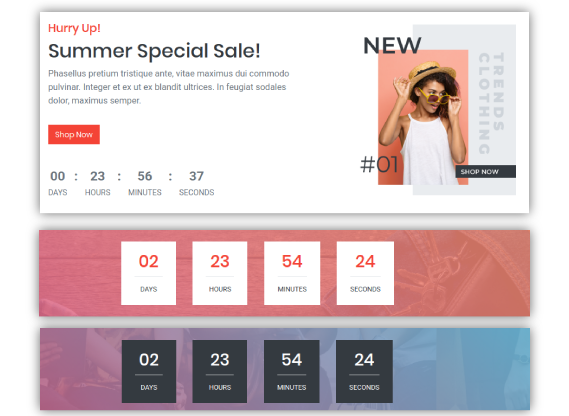 Hurry Up!
Summer Special Sale!
Phasellus pretium tristique ante, vitae maximus dui commodo
pulvinar. Integer et ex ut ex blandit ultrices. In feugiat sodales
dolor, maximus semper.
Shop Now
00 : 23 : 56 : 37
DAYS HOURS MINUTES SECONDS
NEW
TRENDS
CLOTHING
#01
SHOP NOW
02 23 54 24
DAYS HOURS MINUTES SECONDS
02 23 54 24
DAYS HOURS MINUTES SECONDS